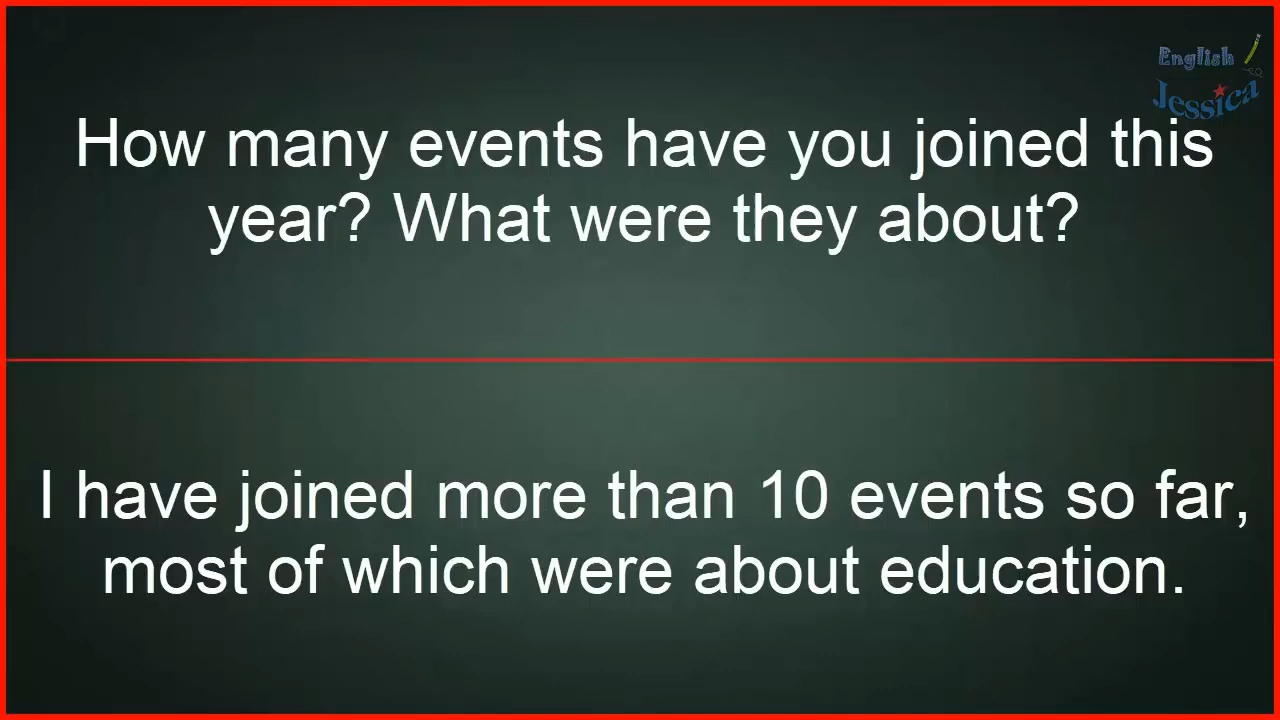 English
Jessica
How many events have you joined this
year? What were they about?
I have joined more than 10 events so far,
most of which were about education.